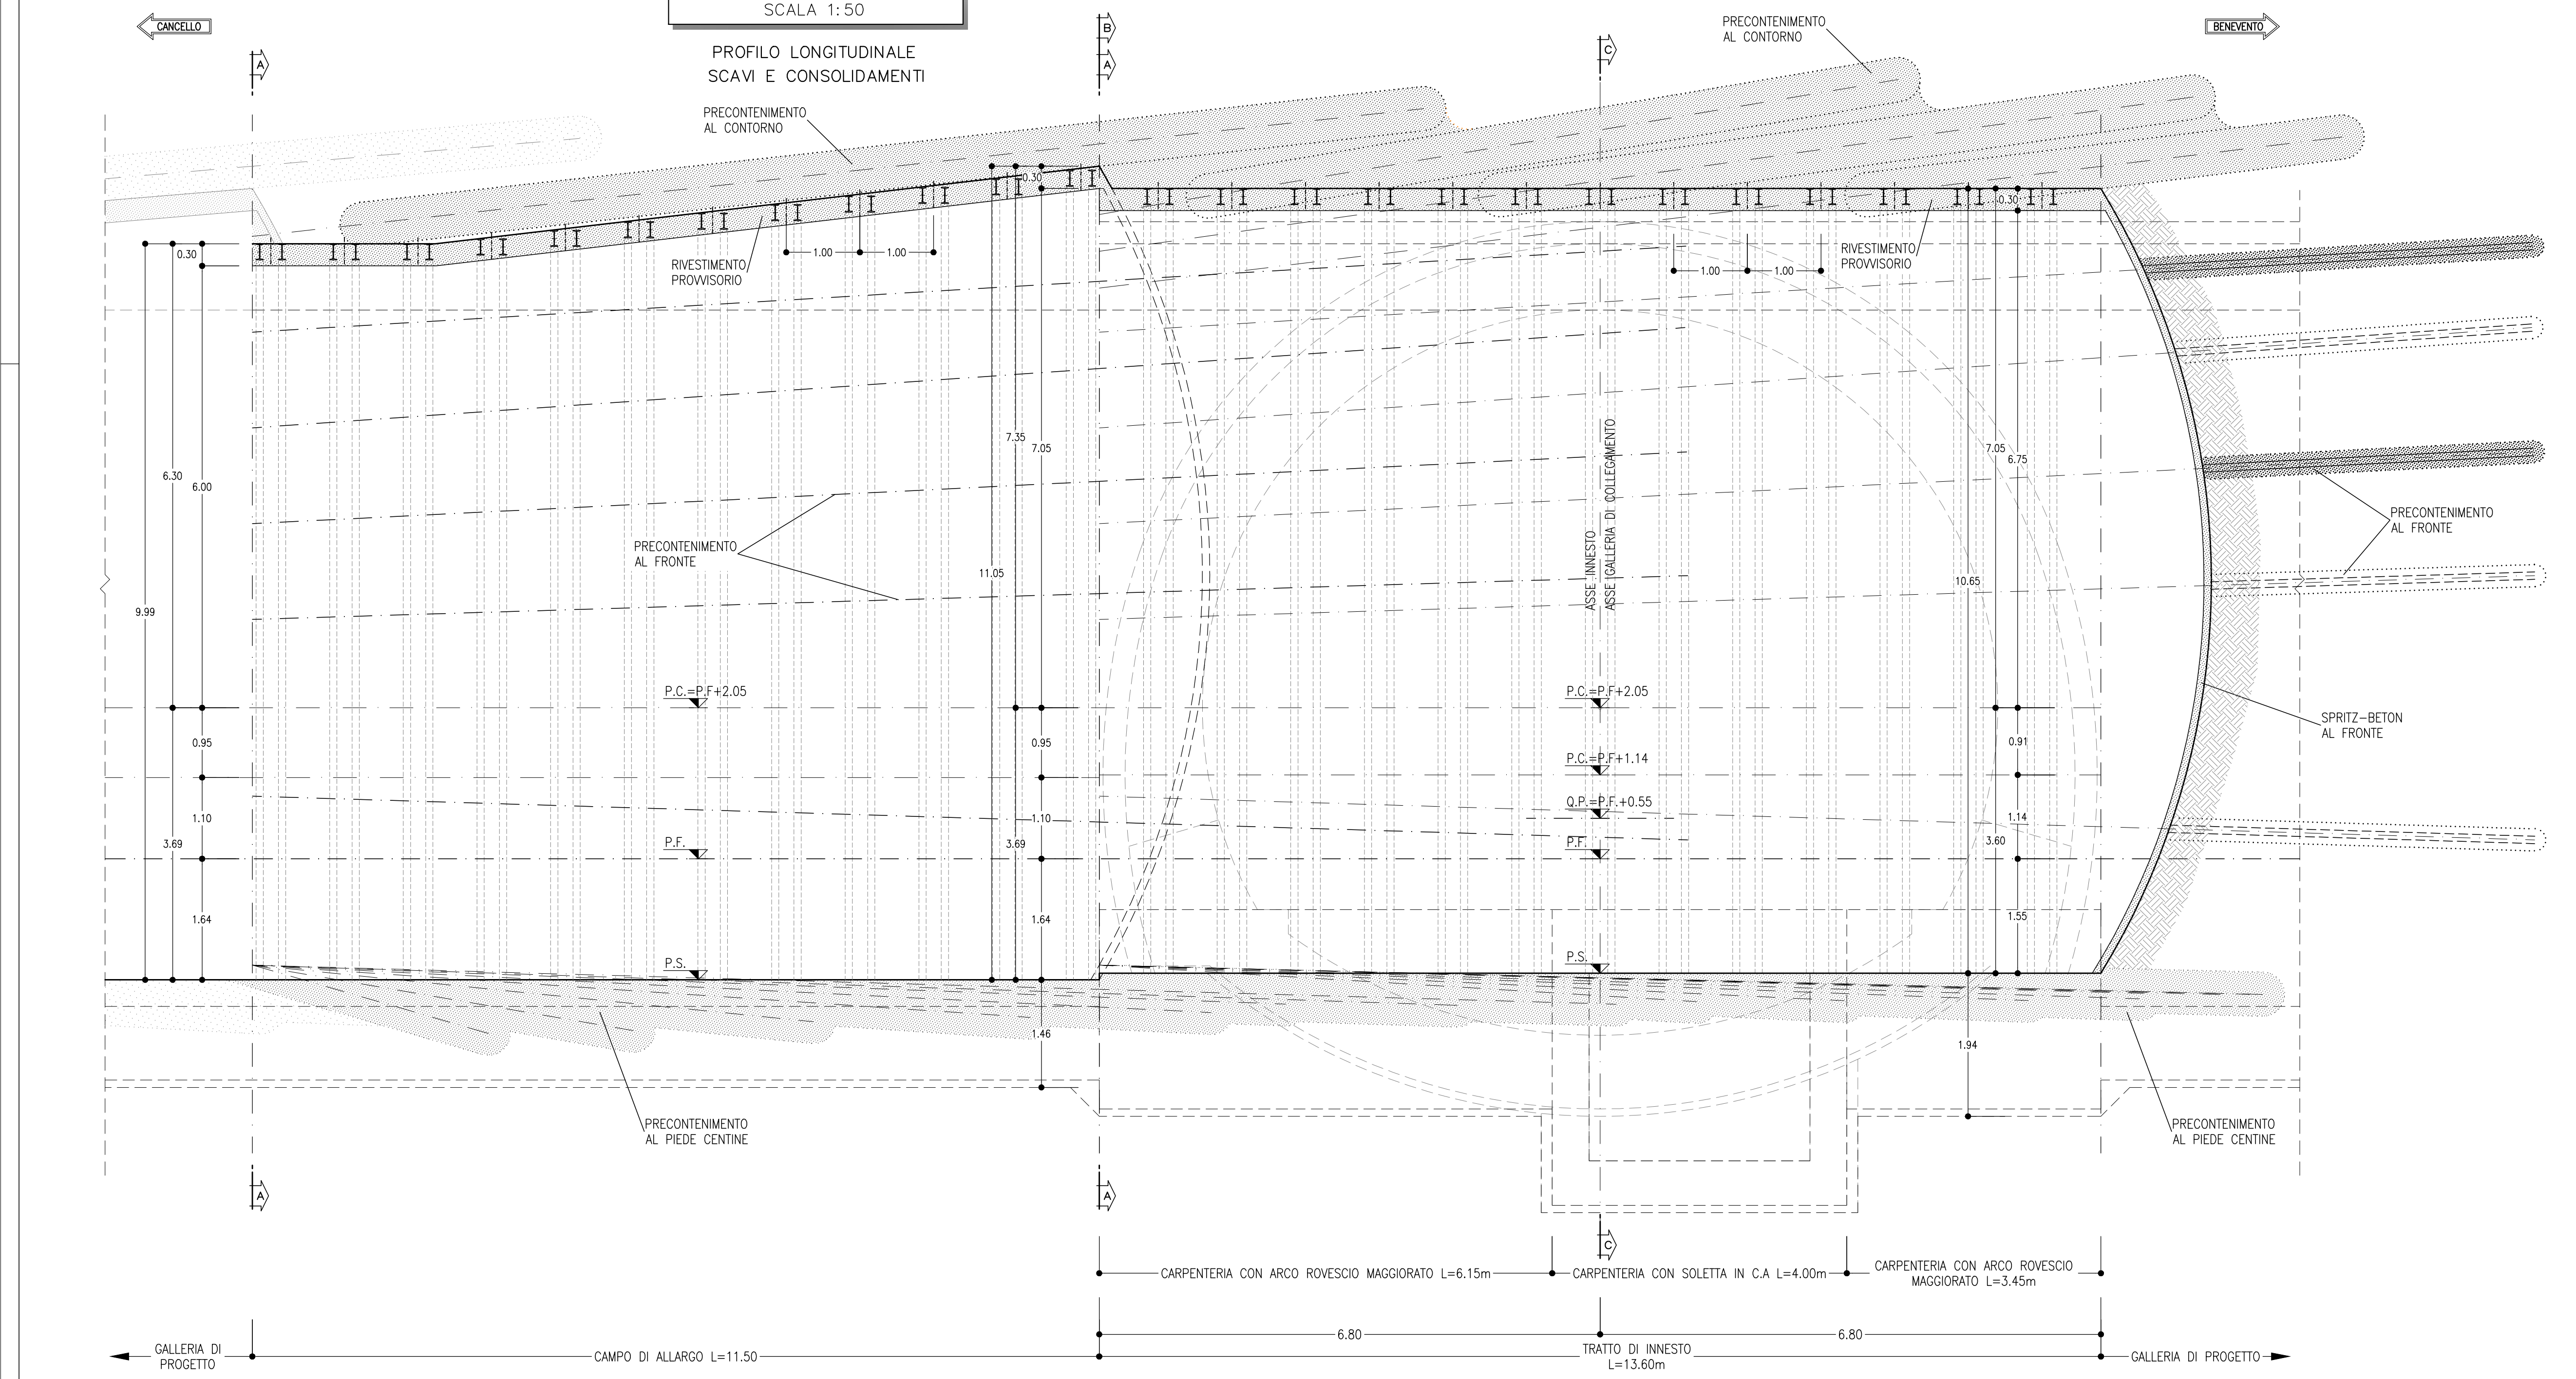 SCALA 1:50
CANCELLO
BENEVENTO
A
B
A
C
PROFILO LONGITUDINALE
SCAVI E CONSOLIDAMENTI
PRECONTENIMENTO
AL CONTORNO
PRECONTENIMENTO
AL CONTORNO
0.30
0.30
0.30
RIVESTIMENTO
PROVVISORIO
1.00
1.00
RIVESTIMENTO
PROVVISORIO
1.00
1.00
7.35
7.05
7.05
6.75
6.30
6.00
ASSE INNESTO
ASSE GALLERIA DI COLLEGAMENTO
PRECONTENIMENTO
AL FRONTE
PRECONTENIMENTO
AL FRONTE
11.05
10.65
9.99
P.C.=P.F+2.05
P.C.=P.F+2.05
SPRITZ-BETON
AL FRONTE
0.95
0.95
0.91
P.C.=P.F+1.14
Q.P.=P.F.+0.55
1.10
1.10
1.14
3.69
P.F.
3.69
P.F.
3.60
1.64
1.64
1.55
P.S.
P.S.
1.46
1.94
PRECONTENIMENTO
AL PIEDE CENTINE
PRECONTENIMENTO
AL PIEDE CENTINE
A
A
C
CARPENTERIA CON ARCO ROVESCIO MAGGIORATO L=6.15m
CARPENTERIA CON SOLETTA IN C.A L=4.00m
CARPENTERIA CON ARCO ROVESCIO
MAGGIORATO L=3.45m
6.80
6.80
GALLERIA DI
PROGETTO
CAMPO DI ALLARGO L=11.50
TRATTO DI INNESTO
L=13.60m
GALLERIA DI PROGETTO